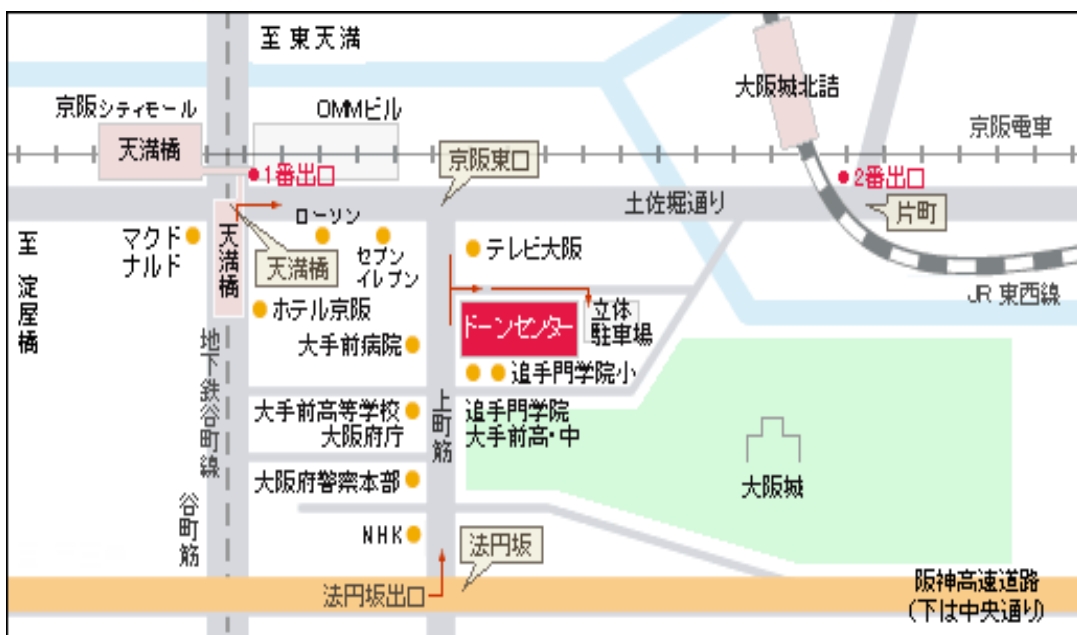 至 東天満
大阪城北詰
京阪シティモール
OMMビル
京阪電車
天満橋
京阪東口
1番出口
2番出口
土佐堀通り
片町
ローソン
至 淀屋橋
マクド
ナルド
天満橋
天満橋
セブン
イレブン
テレビ大阪
JR 東西線
ホテル京阪
ドーンセンター
立体
駐車場
大手前病院
地下鉄谷町線
追手門学院小
大手前高等学校
大阪府庁
上町筋
追手門学院
大手前高・中
大阪府警察本部
大阪城
谷町筋
NHK
法円坂
法円坂出口
阪神高速道路
(下は中央通り)